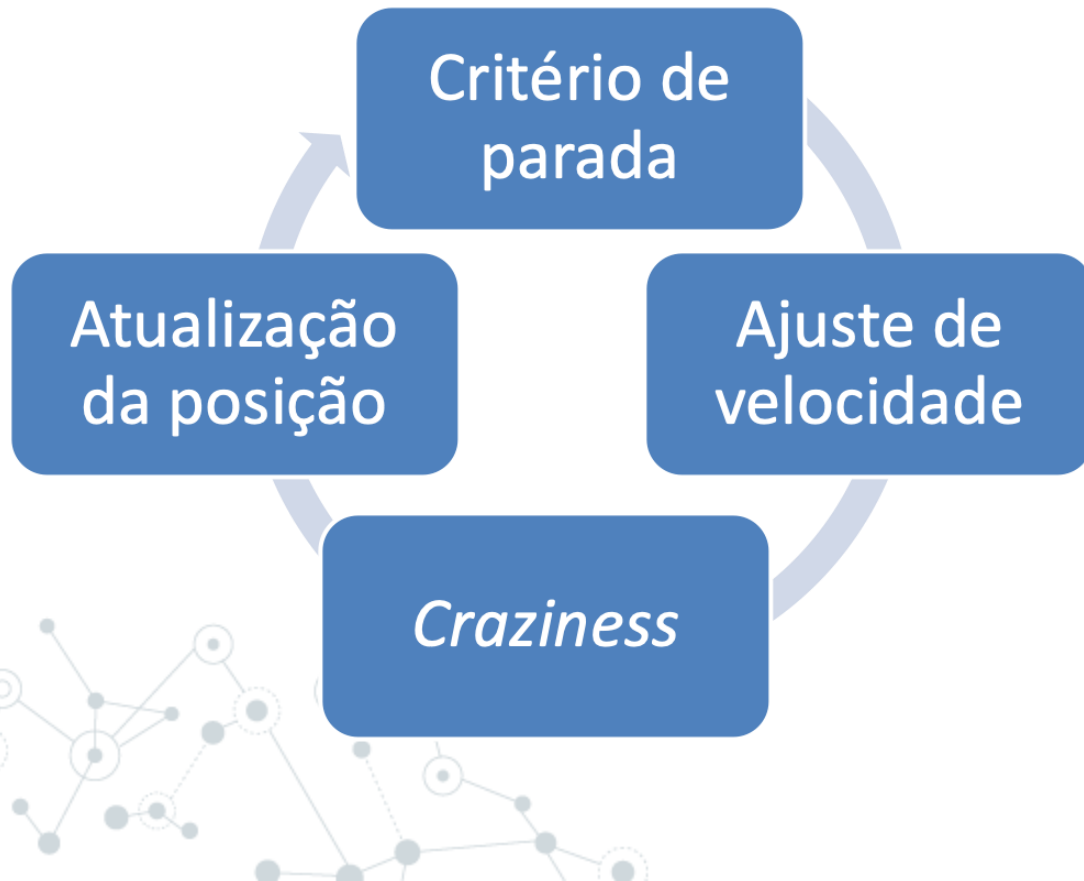 Critério de
parada
Ajuste de
velocidade
Craziness
Atualização
da posição